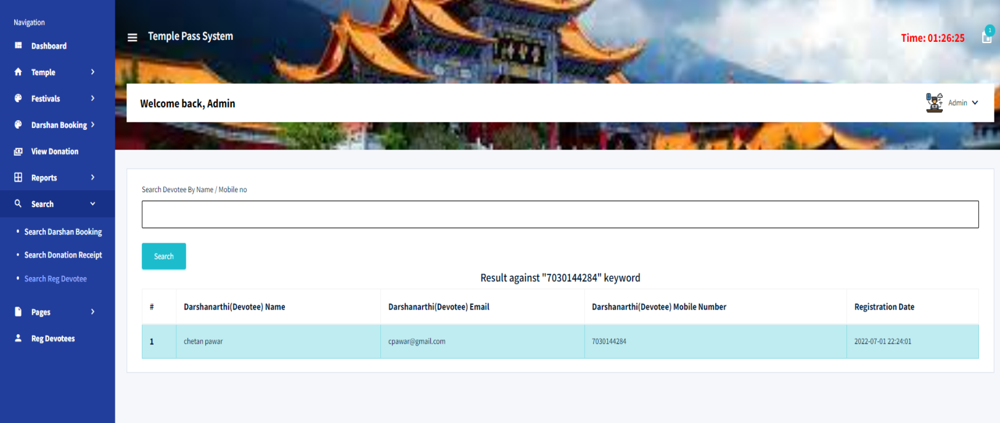 Navigation
Dashboard
Temple
Festivals
Darshan Booking
View Donation
Reports
Search
Search Darshan Booking
Search Donation Receipt
Search Reg Devotee
Pages
Reg Devotees
Temple Pass System
Time: 01:26:25
1
Welcome back, Admin
Admin
Search Devotee By Name / Mobile no
Search
Result against "7030144284" keyword
# Darshanarthi(Devotee) Name Darshanarthi(Devotee) Email Darshanarthi(Devotee) Mobile Number Registration Date
1 chetan pawar cpawar@gmail.com 7030144284 2022-07-01 22:24:01